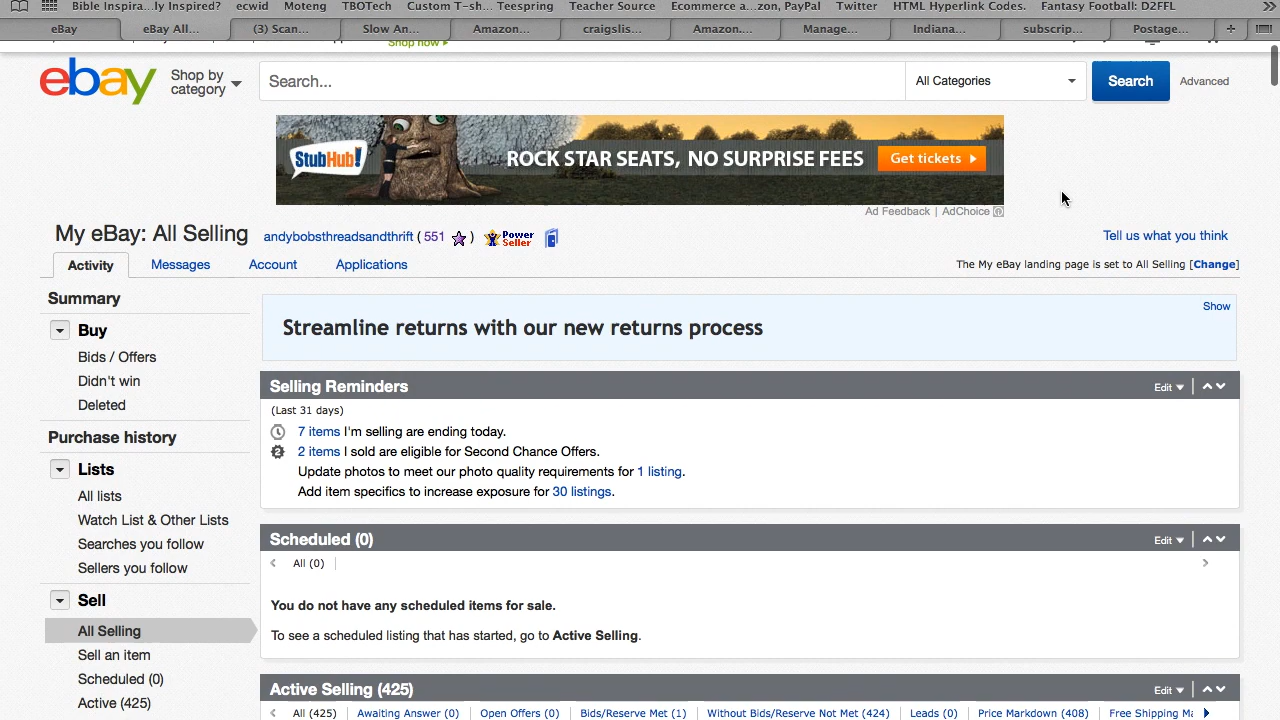 Bible Inspira...ly Inspired? ecwid Moteng TBOTech Custom T-sh... Teespring Teacher Source Ecommerce a...zon, PayPal Twitter HTML Hyperlink Codes. Fantasy Football: D2FFL
eBay eBay All... (3) Scan... Slow An... Amazon... craigslis... Amazon.... Manage... Indiana... subscrip... Postage...
Shop now
ebay Shop by category Search... All Categories Search Advanced
StubHub! ROCK STAR SEATS, NO SURPRISE FEES Get tickets
Ad Feedback | AdChoice
My eBay: All Selling andybobsthreadsandthrift ( 551 ) Power Seller Tell us what you think
Activity Messages Account Applications The My eBay landing page is set to All Selling [Change]
Summary
Buy
Bids / Offers
Didn't win
Deleted
Purchase history
Lists
All lists
Watch List & Other Lists
Searches you follow
Sellers you follow
Sell
All Selling
Sell an item
Scheduled (0)
Active (425)
Show
Streamline returns with our new returns process
Selling Reminders Edit
(Last 31 days)
7 items I'm selling are ending today.
2 2 items I sold are eligible for Second Chance Offers.
Update photos to meet our photo quality requirements for 1 listing.
Add item specifics to increase exposure for 30 listings.
Scheduled (0) Edit
All (0)
You do not have any scheduled items for sale.
To see a scheduled listing that has started, go to Active Selling.
Active Selling (425) Edit
All (425) Awaiting Answer (0) Open Offers (0) Bids/Reserve Met (1) Without Bids/Reserve Not Met (424) Leads (0) Price Markdown (408) Free Shipping Ma